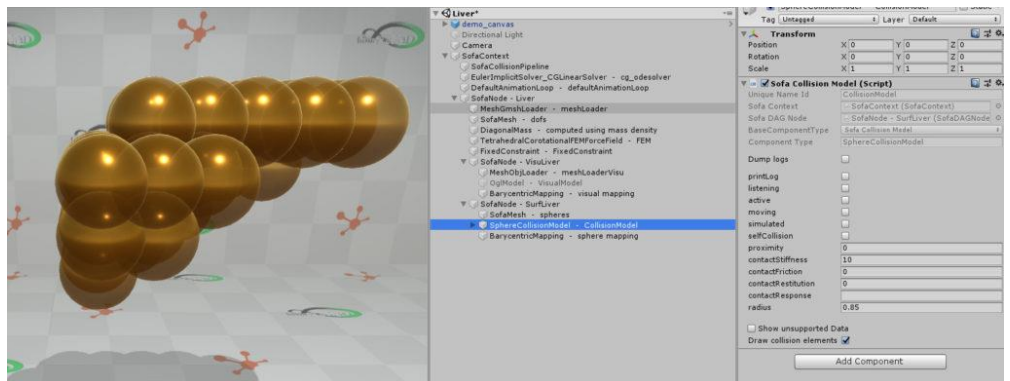 Liver*
demo_canvas
Directional Light
Camera
SofaContext
SofaCollisionPipeline
EulerImplicitSolver_CGLinearSolver - cg_odesolver
DefaultAnimationLoop - defaultAnimationLoop
SofaNode - Liver
MeshGmshLoader - meshLoader
SofaMesh - dofs
DiagonalMass - computed using mass density
TetrahedralCorotationalFEMForceField - FEM
FixedConstraint - FixedConstraint
SofaNode - VisuLiver
MeshObjLoader - meshLoaderVisu
OglModel - VisualModel
BarycentricMapping - visual mapping
SofaNode - SurfLiver
SofaMesh - spheres
SphereCollisionModel - CollisionModel
BarycentricMapping - sphere mapping
Tag Untagged Layer Default
Transform
Position X 0 Y 0 Z 0
Rotation X 0 Y 0 Z 0
Scale X 1 Y 1 Z 1
Sofa Collision Model (Script)
Unique Name Id CollisionModel
Sofa Context SofaContext (SofaContext)
Sofa DAG Node SofaNode - SurfLiver (SofaDAGNode)
BaseComponentType Sofa Collision Model
Component Type SphereCollisionModel
Dump logs
printLog
listening
active
moving
simulated
selfCollision
proximity 0
contactStiffness 10
contactFriction 0
contactRestitution 0
contactResponse
radius 0.85
Show unsupported Data
Draw collision elements
Add Component